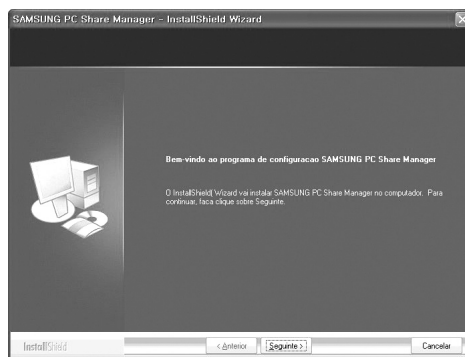 SAMSUNG PC Share Manager - InstallShield Wizard
Bem-vindo ao programa de configuracao SAMSUNG PC Share Manager
O InstallShield( Wizard vai instalar SAMSUNG PC Share Manager no computador. Para
continuar, faca clique sobre Seguinte.
InstallShield
< Anterior Seguinte > Cancelar